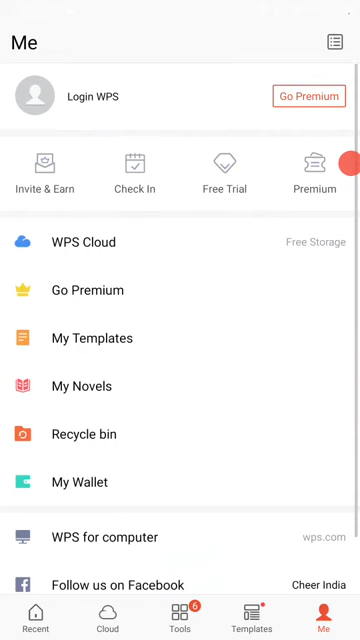 Me
Login WPS
Go Premium
Invite & Earn
Check In
Free Trial
Premium
WPS Cloud
Free Storage
Go Premium
My Templates
My Novels
Recycle bin
My Wallet
WPS for computer
wps.com
Follow us on Facebook
Cheer India
6
Recent
Cloud
Tools
Templates
Me